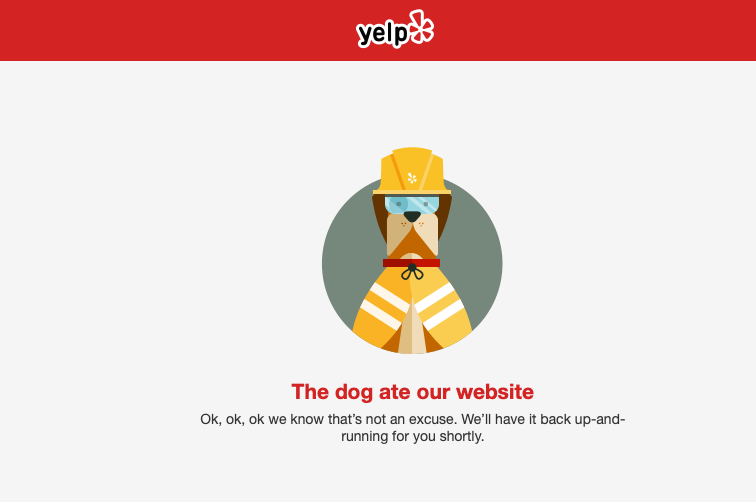 yelp
The dog ate our website
Ok, ok, ok we know that’s not an excuse. We’ll have it back up-and-
running for you shortly.